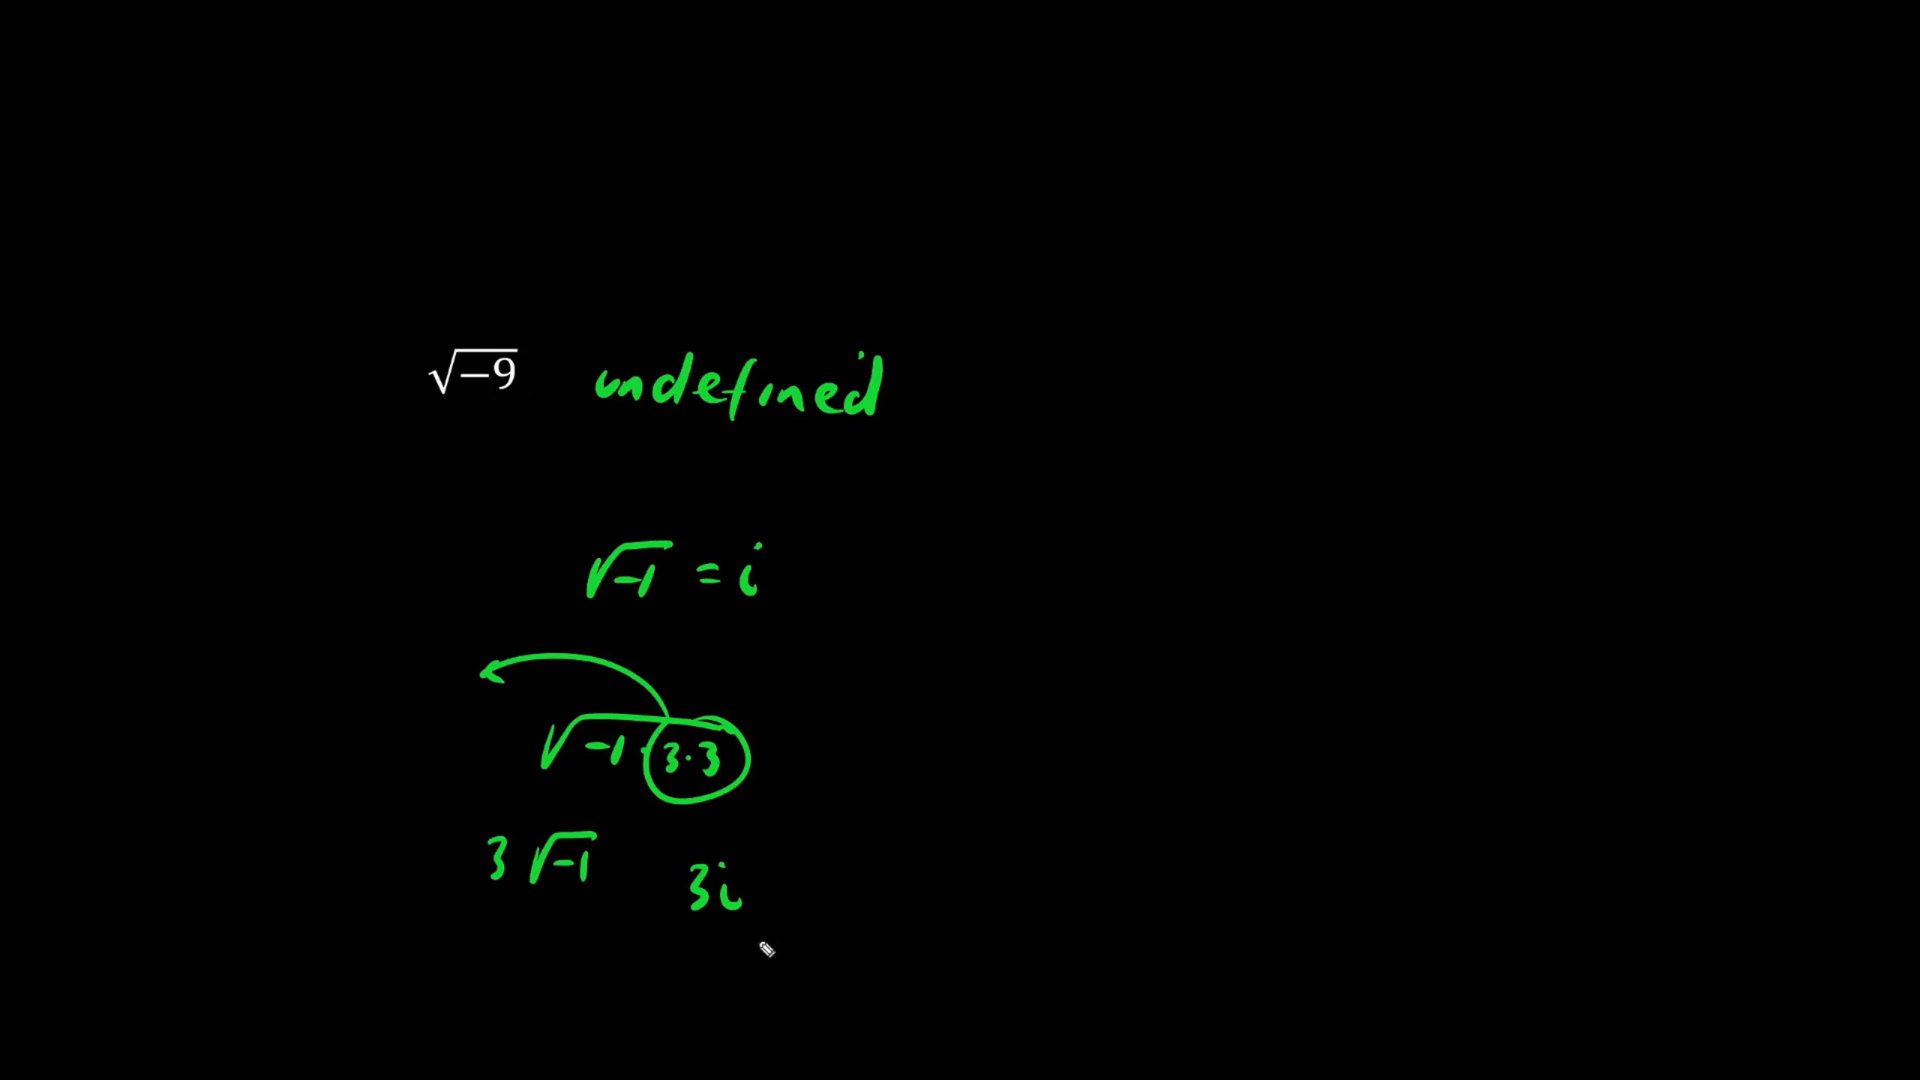 √−9 undefined
√-1 = i
√-1·3·3
3√-1 3i